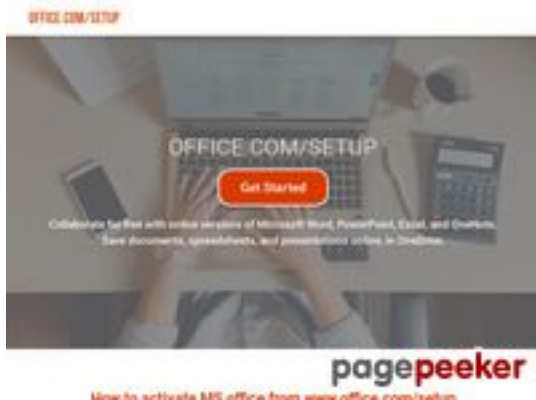 OFFICE.COM/SETUP
OFFICE COM/SETUP
Get Started
Collaborate for free with online versions of Microsoft Word, PowerPoint, Excel, and OneNote.
Save documents, spreadsheets, and presentations online, in OneDrive.
pagepeeker
How to activate MS office from www.office.com/setup